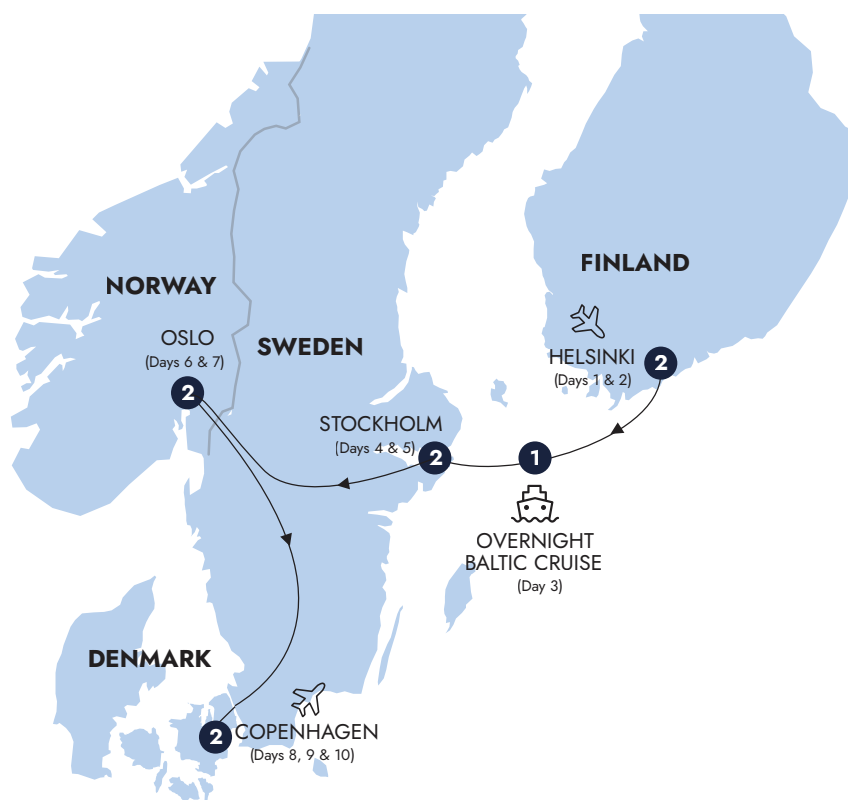 FINLAND
NORWAY
OSLO
(Days 6 & 7)
2
SWEDEN
HELSINKI
(Days 1 & 2)
2
STOCKHOLM
(Days 4 & 5)
2
1
OVERNIGHT
BALTIC CRUISE
(Day 3)
DENMARK
2
COPENHAGEN
(Days 8, 9 & 10)